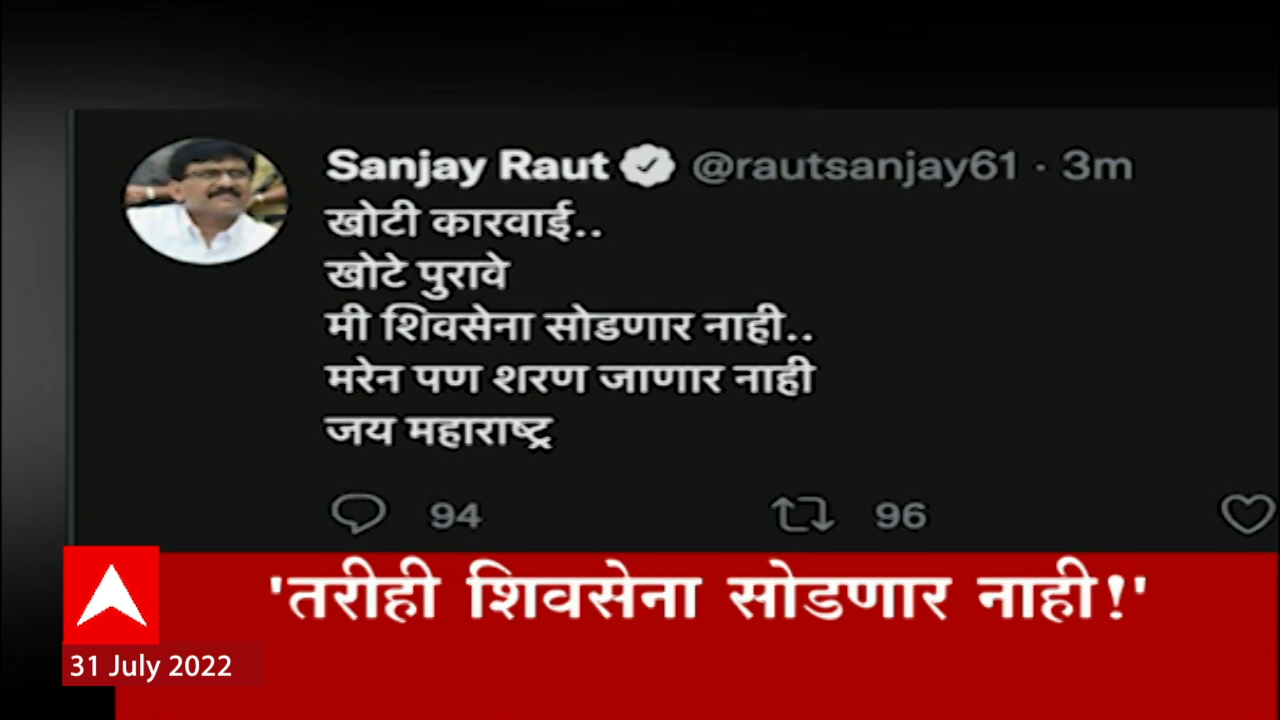 Sanjay Raut @rautsanjay61 · 3m
खोटी कारवाई..
खोटे पुरावे
मी शिवसेना सोडणार नाही..
मरेन पण शरण जाणार नाही
जय महाराष्ट्र
94 96
'तरीही शिवसेना सोडणार नाही!'
31 July 2022